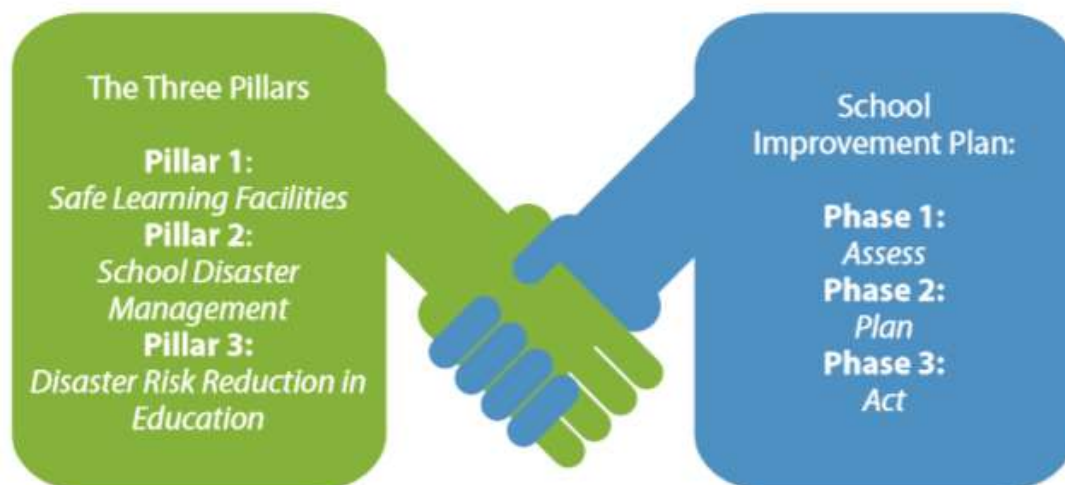 The Three Pillars
Pillar 1:
Safe Learning Facilities
Pillar 2:
School Disaster
Management
Pillar 3:
Disaster Risk Reduction in
Education
School
Improvement Plan:
Phase 1:
Assess
Phase 2:
Plan
Phase 3:
Act